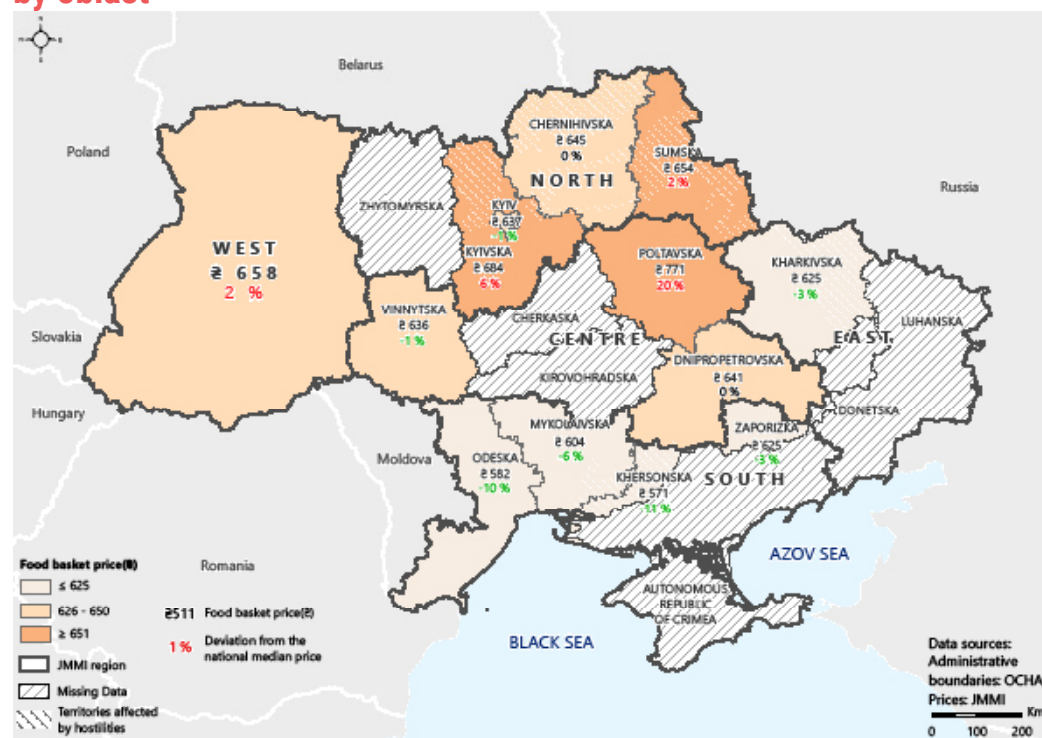 by oblast
Belarus
Poland
Russia
Slovakia
Hungary
Moldova
Romania
CHERNIHIVSKA
₴ 645
0 %
NORTH
SUMSKA
₴ 654
2 %
ZHYTOMYRSKA
KYIV
₴ 637
-1 %
KYIVSKA
₴ 684
6 %
WEST
₴ 658
2 %
POLTAVSKA
₴ 771
20 %
KHARKIVSKA
₴ 625
-3 %
VINNYTSKA
₴ 636
-1 %
CHERKASKA
CENTRE
KIROVOHRADSKA
EAST
LUHANSKA
DNIPROPETROVSKA
₴ 641
0 %
DONETSKA
MYKOLAIVSKA
₴ 604
-6 %
ZAPORIZKA
₴ 625
-3 %
ODESKA
₴ 582
-10 %
KHERSONSKA
₴ 571
-11 %
SOUTH
AZOV SEA
AUTONOMOUS
REPUBLIC
OF CRIMEA
BLACK SEA
Food basket price(₴)
≤ 625
626 - 650
≥ 651
JMMI region
Missing Data
Territories affected
by hostilities
₴511 Food basket price(₴)
1 % Deviation from the
national median price
Data sources:
Administrative
boundaries: OCHA
Prices: JMMI
Km
0 100 200